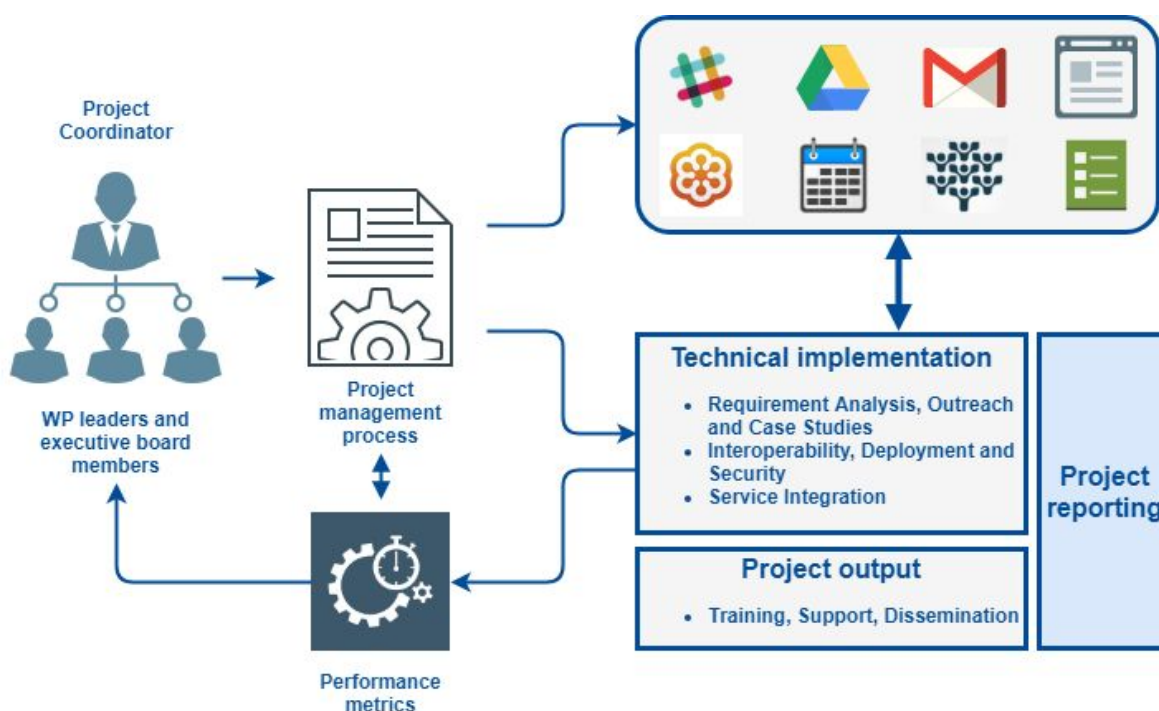 Project
Coordinator
WP leaders and
executive board
members
Project
management
process
Performance
metrics
Technical implementation
• Requirement Analysis, Outreach
and Case Studies
• Interoperability, Deployment and
Security
• Service Integration
Project output
• Training, Support, Dissemination
Project
reporting